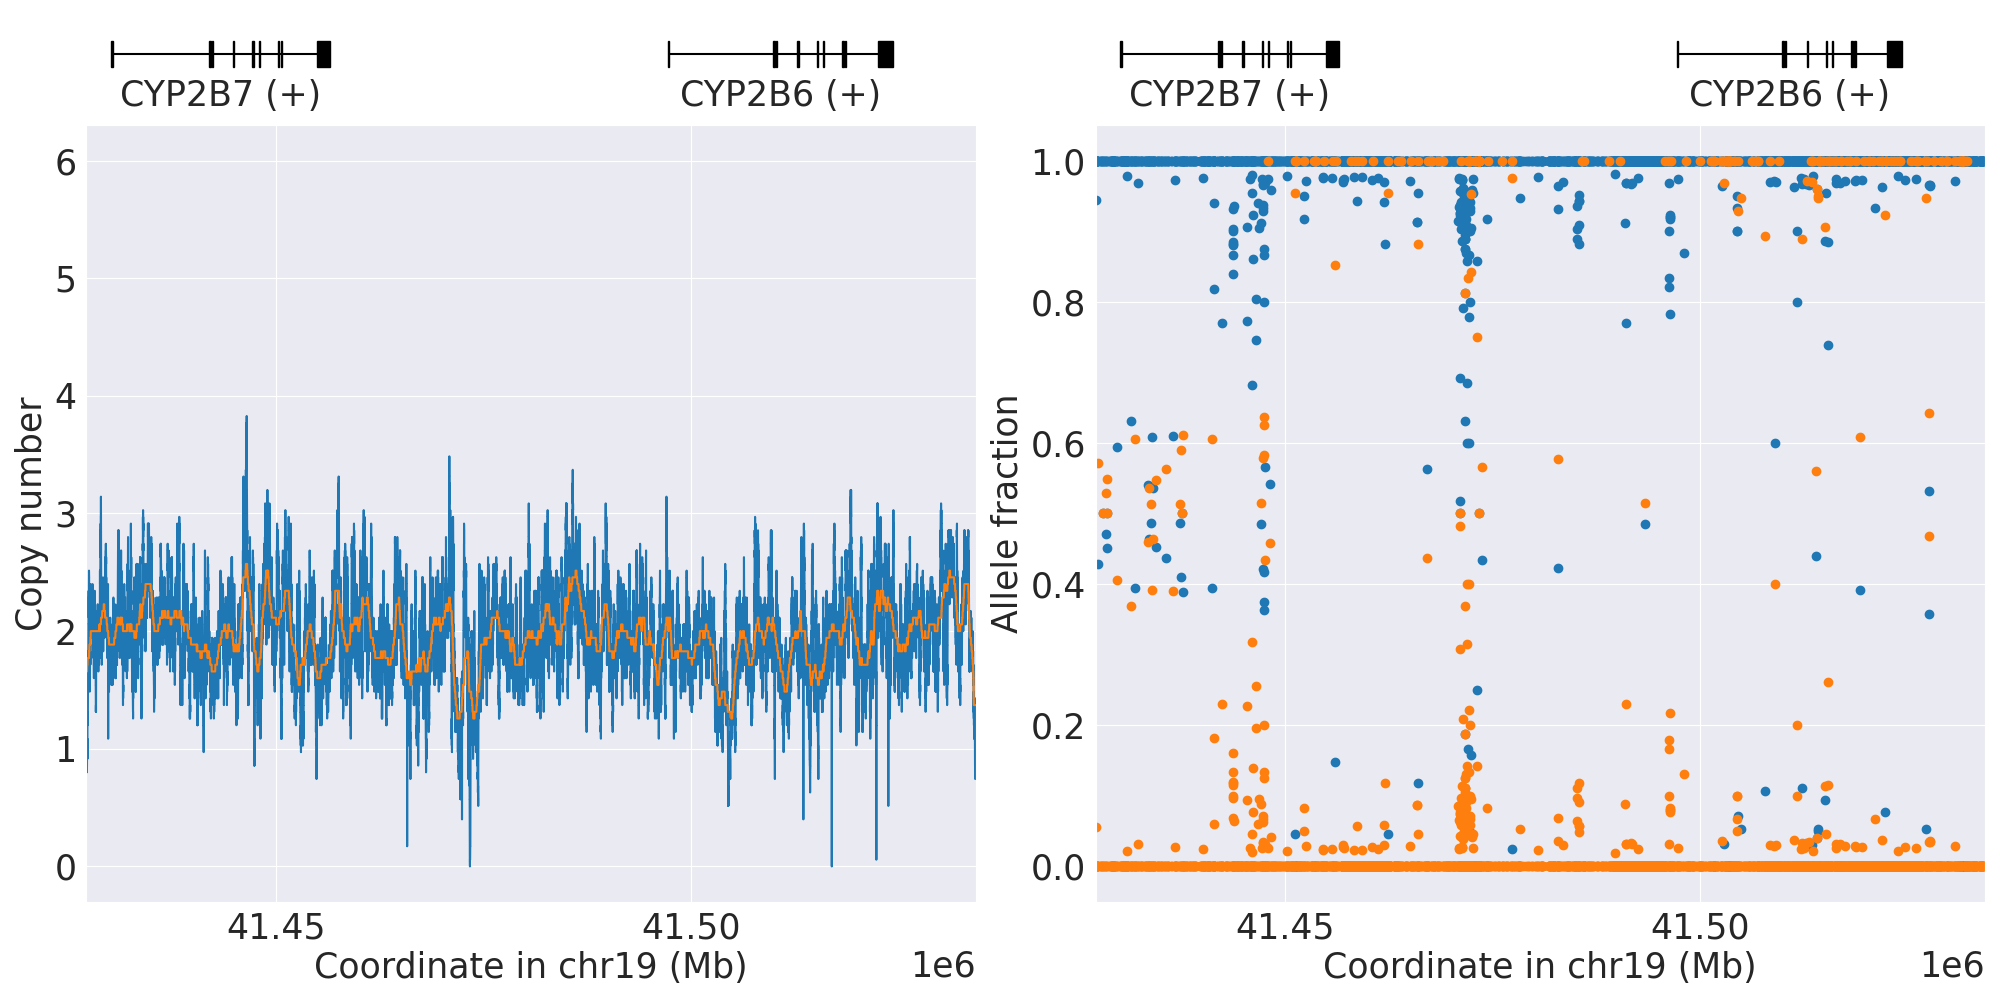 CYP2B7 (+)
CYP2B6 (+)
Copy number
6
5
4
3
2
1
0
41.45
41.50
Coordinate in chr19 (Mb)
1e6
CYP2B7 (+)
CYP2B6 (+)
Allele fraction
1.0
0.8
0.6
0.4
0.2
0.0
41.45
41.50
Coordinate in chr19 (Mb)
1e6